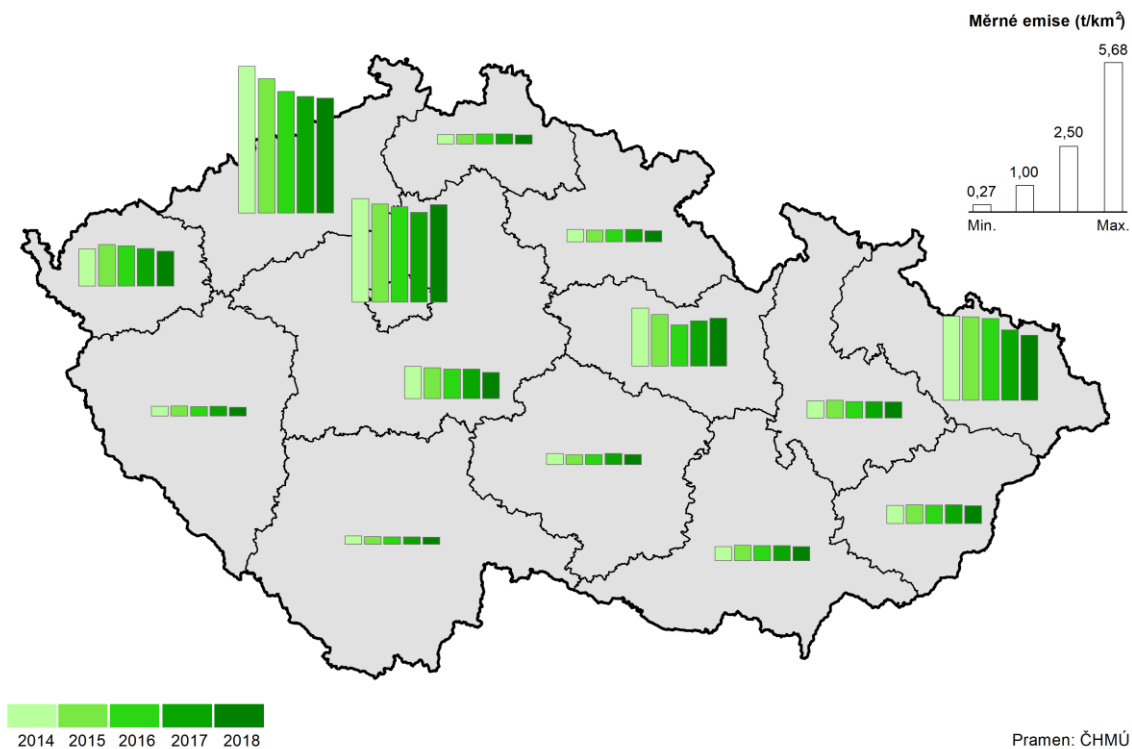 Měrné emise (t/km²)
5,68
2,50
1,00
0,27
Min.
Max.
2014 2015 2016 2017 2018
Pramen: ČHMÚ